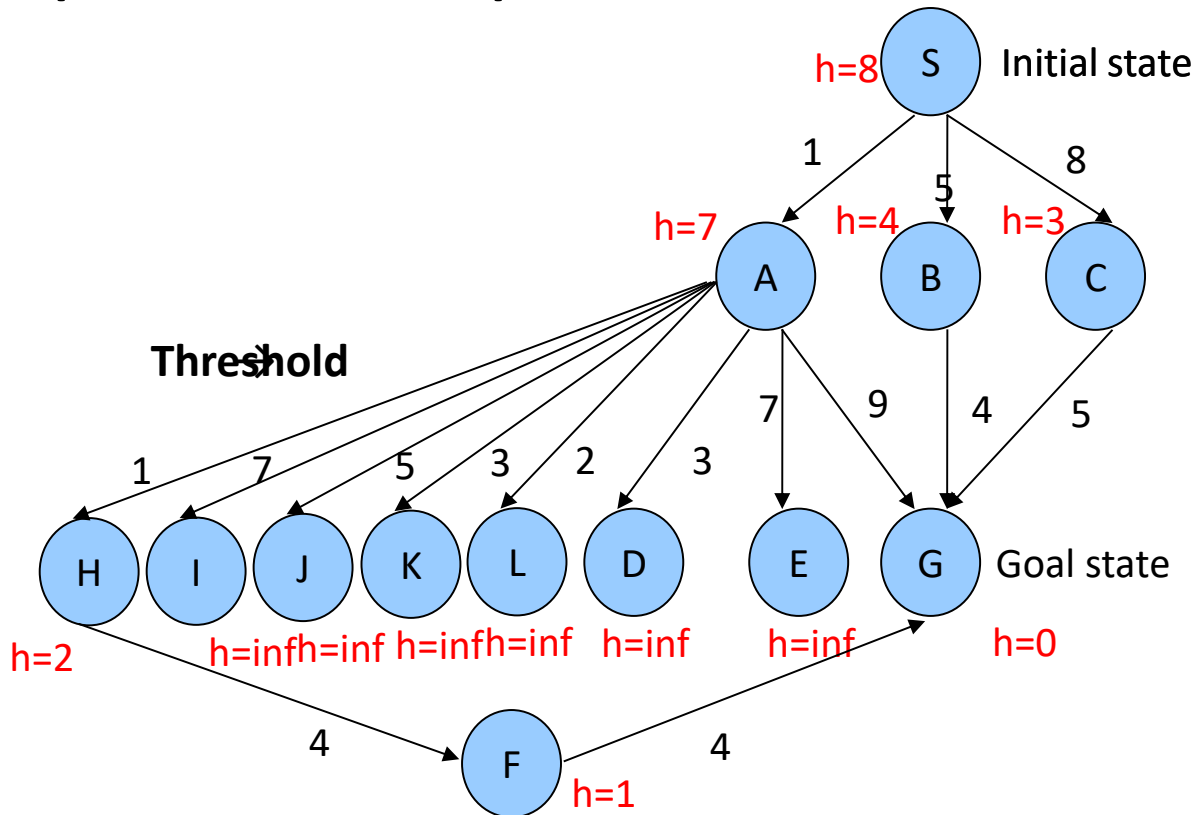 S
Initial state
h=8
1
5
8
h=7
h=4
h=3
A
B
C
Threshold
→
7
9
4
5
1
7
5
3
2
3
H
I
J
K
L
D
E
G
Goal state
h=2
h=inf
h=inf
h=inf
h=inf
h=inf
h=inf
h=0
4
F
4
h=1